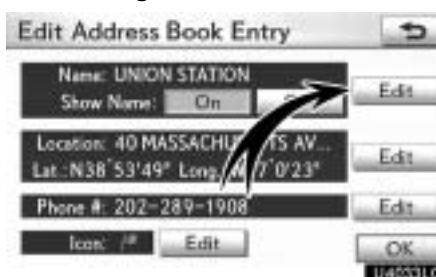 Edit Address Book Entry
Name: UNION STATION
Show Name: On
Edit
Location: 40 MASSACHU TS AV...
Lat.:N38°53'49" Long. 7°0'23"
Edit
Phone #: 202-289-1908
Edit
Icon: Edit
OK